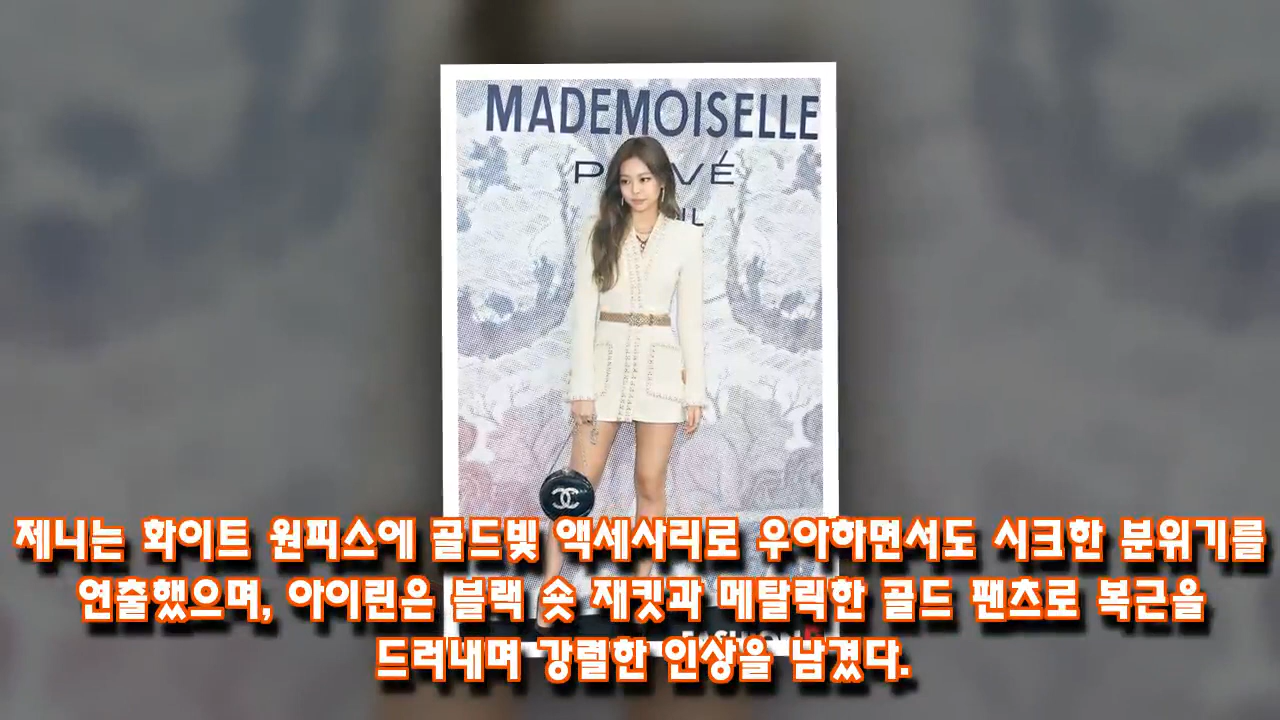 MADEMOISELLE
PRIVÉ
제니는 화이트 원피스에 골드빛 액세사리로 우아하면서도 시크한 분위기를
연출했으며, 아이린은 블랙 숏 재킷과 메탈릭한 골드 팬츠로 복근을
드러내며 강렬한 인상을 남겼다.